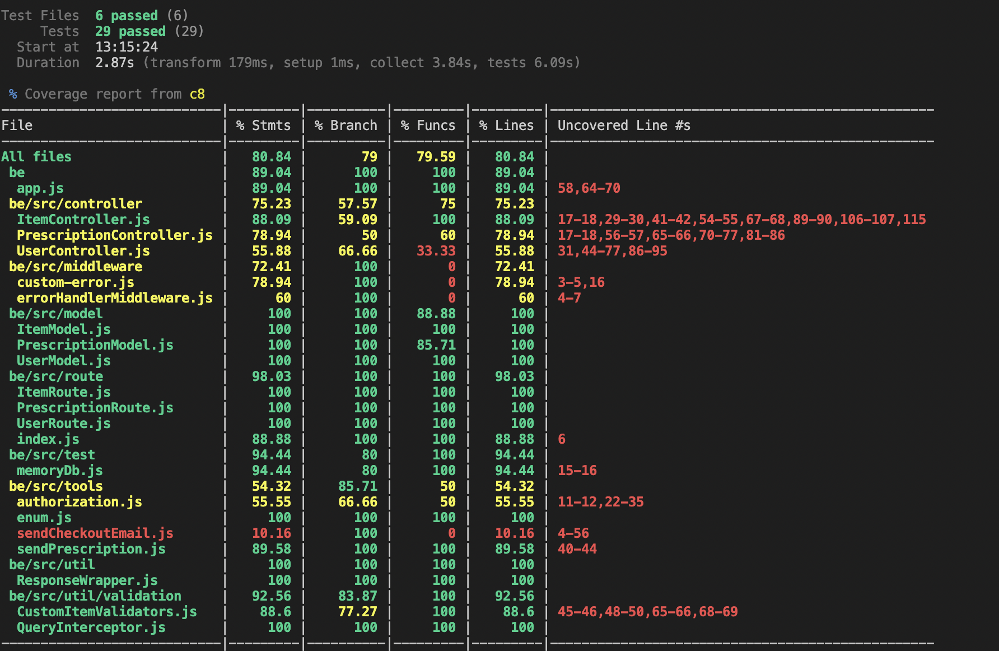 Test Files  6 passed (6)
     Tests  29 passed (29)
  Start at  13:15:24
  Duration  2.87s (transform 179ms, setup 1ms, collect 3.84s, tests 6.09s)
 % Coverage report from c8
File | % Stmts | % Branch | % Funcs | % Lines | Uncovered Line #s
All files | 80.84 | 79 | 79.59 | 80.84 |
 be | 89.04 | 100 | 100 | 89.04 |
  app.js | 89.04 | 100 | 100 | 89.04 | 58,64-70
 be/src/controller | 75.23 | 57.57 | 75 | 75.23 |
  ItemController.js | 88.09 | 59.09 | 100 | 88.09 | 17-18,29-30,41-42,54-55,67-68,89-90,106-107,115
  PrescriptionController.js | 78.94 | 50 | 60 | 78.94 | 17-18,56-57,65-66,70-77,81-86
  UserController.js | 55.88 | 66.66 | 33.33 | 55.88 | 31,44-77,86-95
 be/src/middleware | 72.41 | 100 | 0 | 72.41 |
  custom-error.js | 78.94 | 100 | 0 | 78.94 | 3-5,16
  errorHandlerMiddleware.js | 60 | 100 | 0 | 60 | 4-7
 be/src/model | 100 | 100 | 88.88 | 100 |
  ItemModel.js | 100 | 100 | 100 | 100 |
  PrescriptionModel.js | 100 | 100 | 85.71 | 100 |
  UserModel.js | 100 | 100 | 100 | 100 |
 be/src/route | 98.03 | 100 | 100 | 98.03 |
  ItemRoute.js | 100 | 100 | 100 | 100 |
  PrescriptionRoute.js | 100 | 100 | 100 | 100 |
  UserRoute.js | 100 | 100 | 100 | 100 |
  index.js | 88.88 | 100 | 100 | 88.88 | 6
 be/src/test | 94.44 | 80 | 100 | 94.44 |
  memoryDb.js | 94.44 | 80 | 100 | 94.44 | 15-16
 be/src/tools | 54.32 | 85.71 | 50 | 54.32 |
  authorization.js | 55.55 | 66.66 | 50 | 55.55 | 11-12,22-35
  enum.js | 100 | 100 | 100 | 100 |
  sendCheckoutEmail.js | 10.16 | 100 | 0 | 10.16 | 4-56
  sendPrescription.js | 89.58 | 100 | 100 | 89.58 | 40-44
 be/src/util | 100 | 100 | 100 | 100 |
  ResponseWrapper.js | 100 | 100 | 100 | 100 |
 be/src/util/validation | 92.56 | 83.87 | 100 | 92.56 |
  CustomItemValidators.js | 88.6 | 77.27 | 100 | 88.6 | 45-46,48-50,65-66,68-69
  QueryInterceptor.js | 100 | 100 | 100 | 100 |